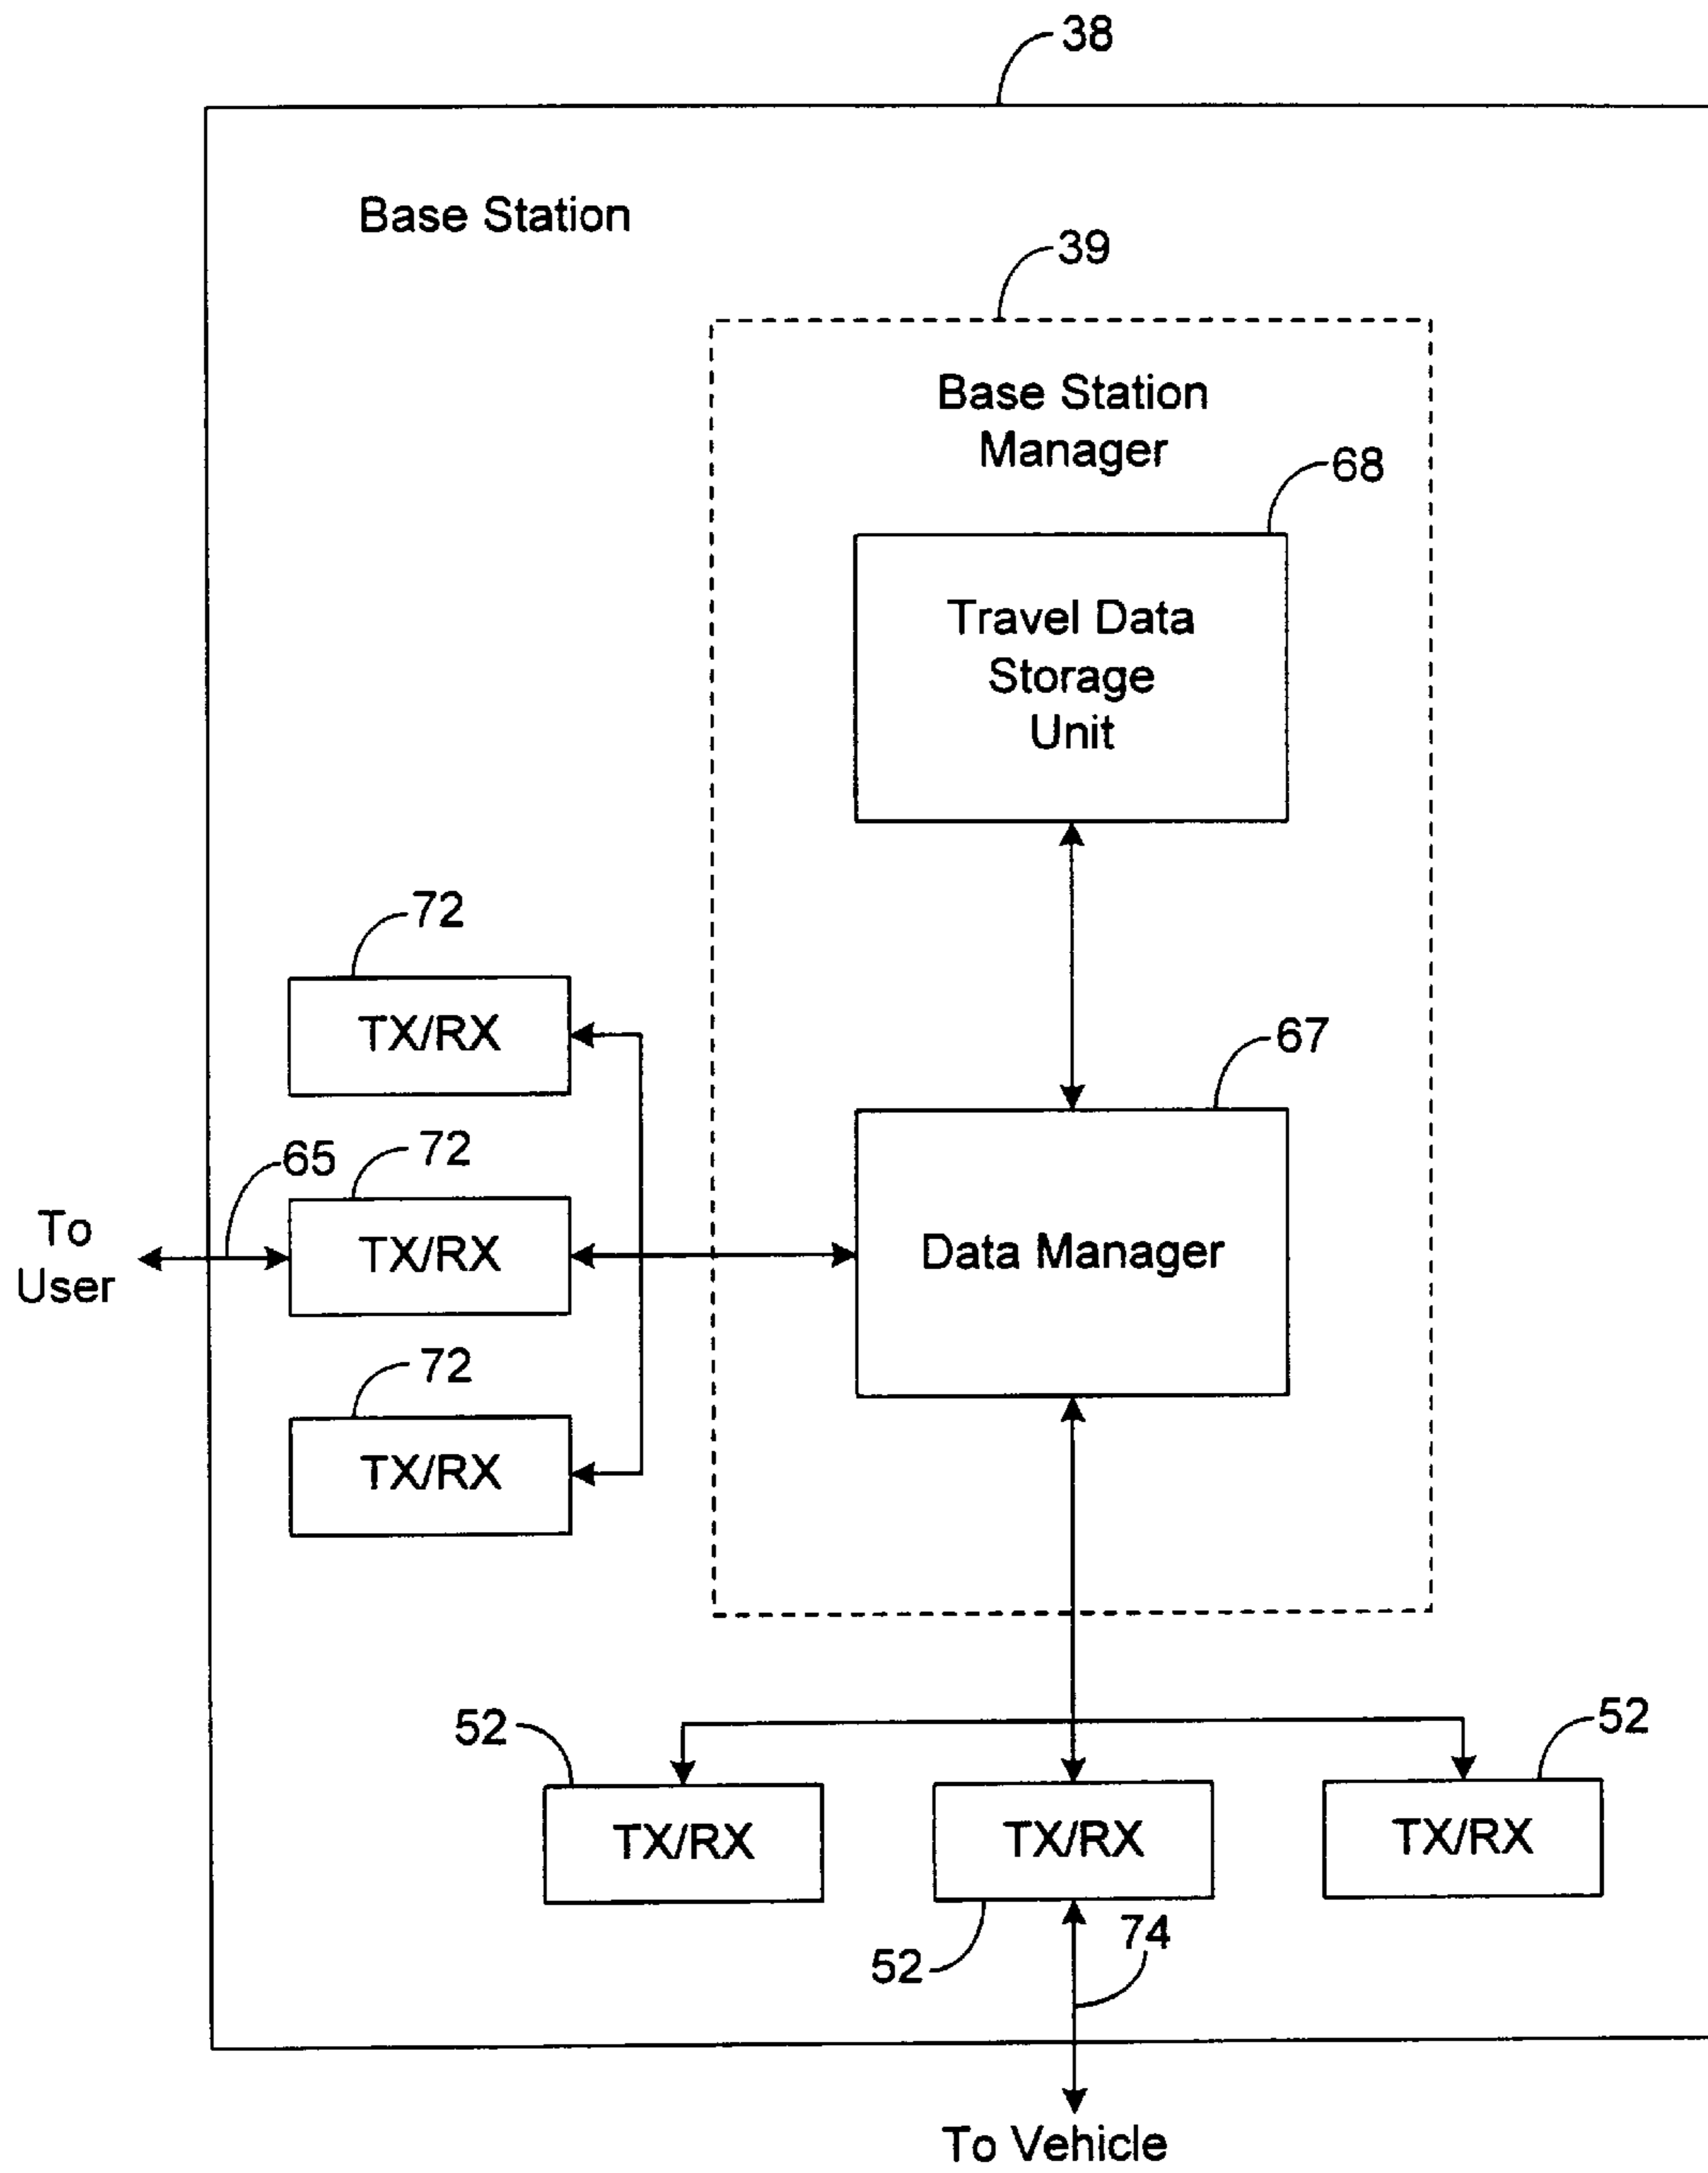 38
Base Station
39
Base Station
Manager
68
Travel Data
Storage
Unit
72
TX/RX
67
65
72
To
User
TX/RX
Data Manager
72
TX/RX
52
52
TX/RX
TX/RX
TX/RX
52
74
To Vehicle